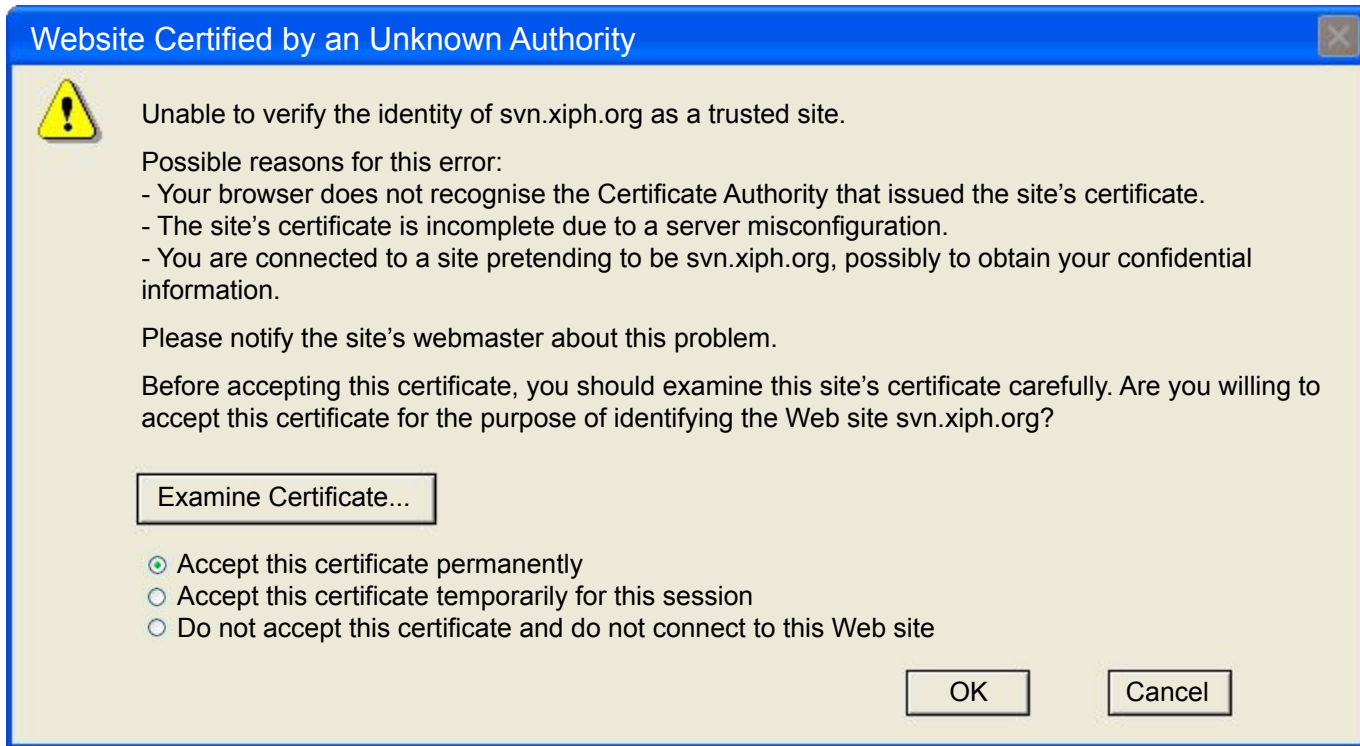 Website Certified by an Unknown Authority
Unable to verify the identity of svn.xiph.org as a trusted site.
Possible reasons for this error:
- Your browser does not recognise the Certificate Authority that issued the site’s certificate.
- The site’s certificate is incomplete due to a server misconfiguration.
- You are connected to a site pretending to be svn.xiph.org, possibly to obtain your confidential
information.
Please notify the site’s webmaster about this problem.
Before accepting this certificate, you should examine this site’s certificate carefully. Are you willing to
accept this certificate for the purpose of identifying the Web site svn.xiph.org?
Examine Certificate...
Accept this certificate permanently
Accept this certificate temporarily for this session
Do not accept this certificate and do not connect to this Web site
OK Cancel